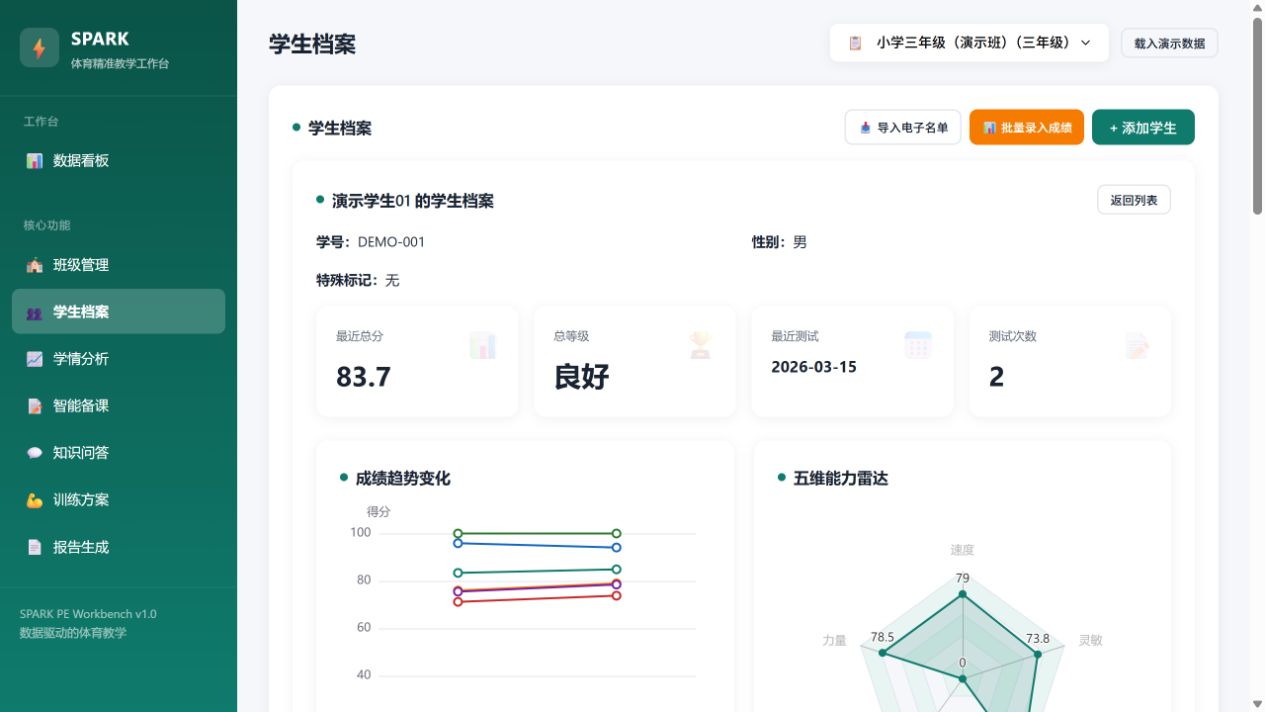 SPARK
体育精准教学工作台
工作台
数据看板
核心功能
班级管理
学生档案
学情分析
智能备课
知识问答
训练方案
报告生成
SPARK PE Workbench v1.0
数据驱动的体育教学
学生档案
小学三年级（演示班）（三年级）
载入演示数据
学生档案
导入电子名单
批量录入成绩
+ 添加学生
演示学生01 的学生档案
返回列表
学号：DEMO-001
性别：男
特殊标记：无
最近总分
83.7
总等级
良好
最近测试
2026-03-15
测试次数
2
成绩趋势变化
得分
100
80
60
40
五维能力雷达
速度
79
力量
78.5
73.8
灵敏
0